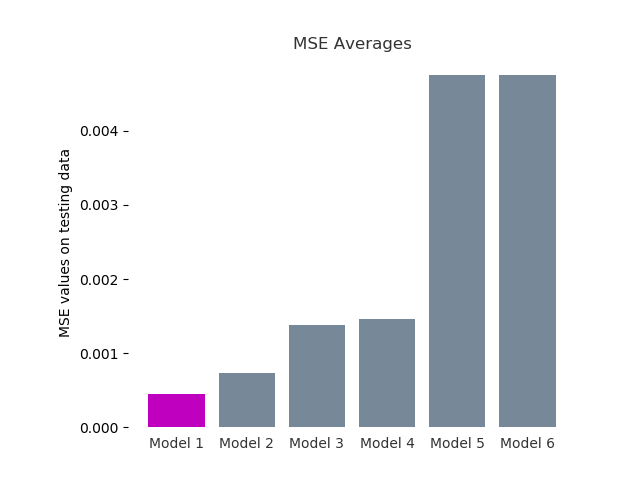 MSE Averages
MSE values on testing data
0.004
0.003
0.002
0.001
0.000
Model 1 Model 2 Model 3 Model 4 Model 5 Model 6